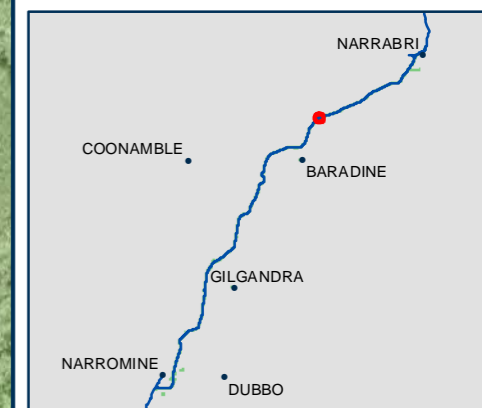 NARRABRI
COONAMBLE
BARADINE
GILGANDRA
NARROMINE
DUBBO